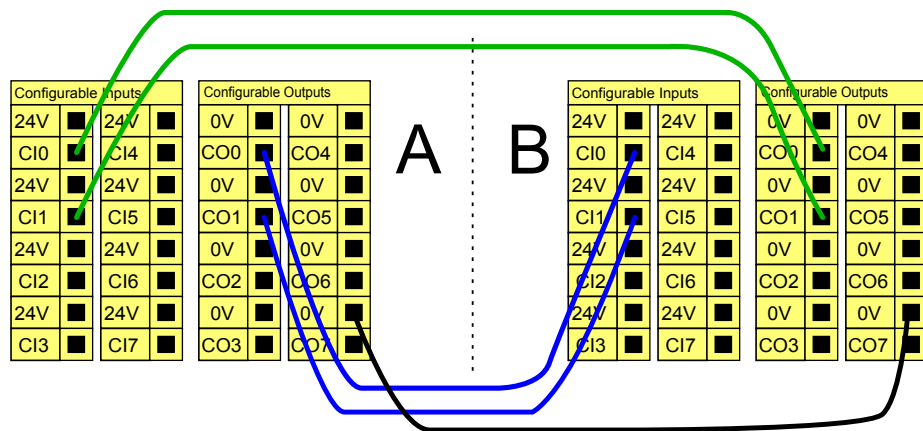 Configurable Inputs
24V 24V
CI0 CI4
24V 24V
CI1 CI5
24V 24V
CI2 CI6
24V 24V
CI3 CI7
Configurable Outputs
0V 0V
CO0 CO4
0V 0V
CO1 CO5
0V 0V
CO2 CO6
0V 0V
CO3 CO7
A
B
Configurable Inputs
24V 24V
CI0 CI4
24V 24V
CI1 CI5
24V 24V
CI2 CI6
24V 24V
CI3 CI7
Configurable Outputs
0V 0V
CO0 CO4
0V 0V
CO1 CO5
0V 0V
CO2 CO6
0V 0V
CO3 CO7